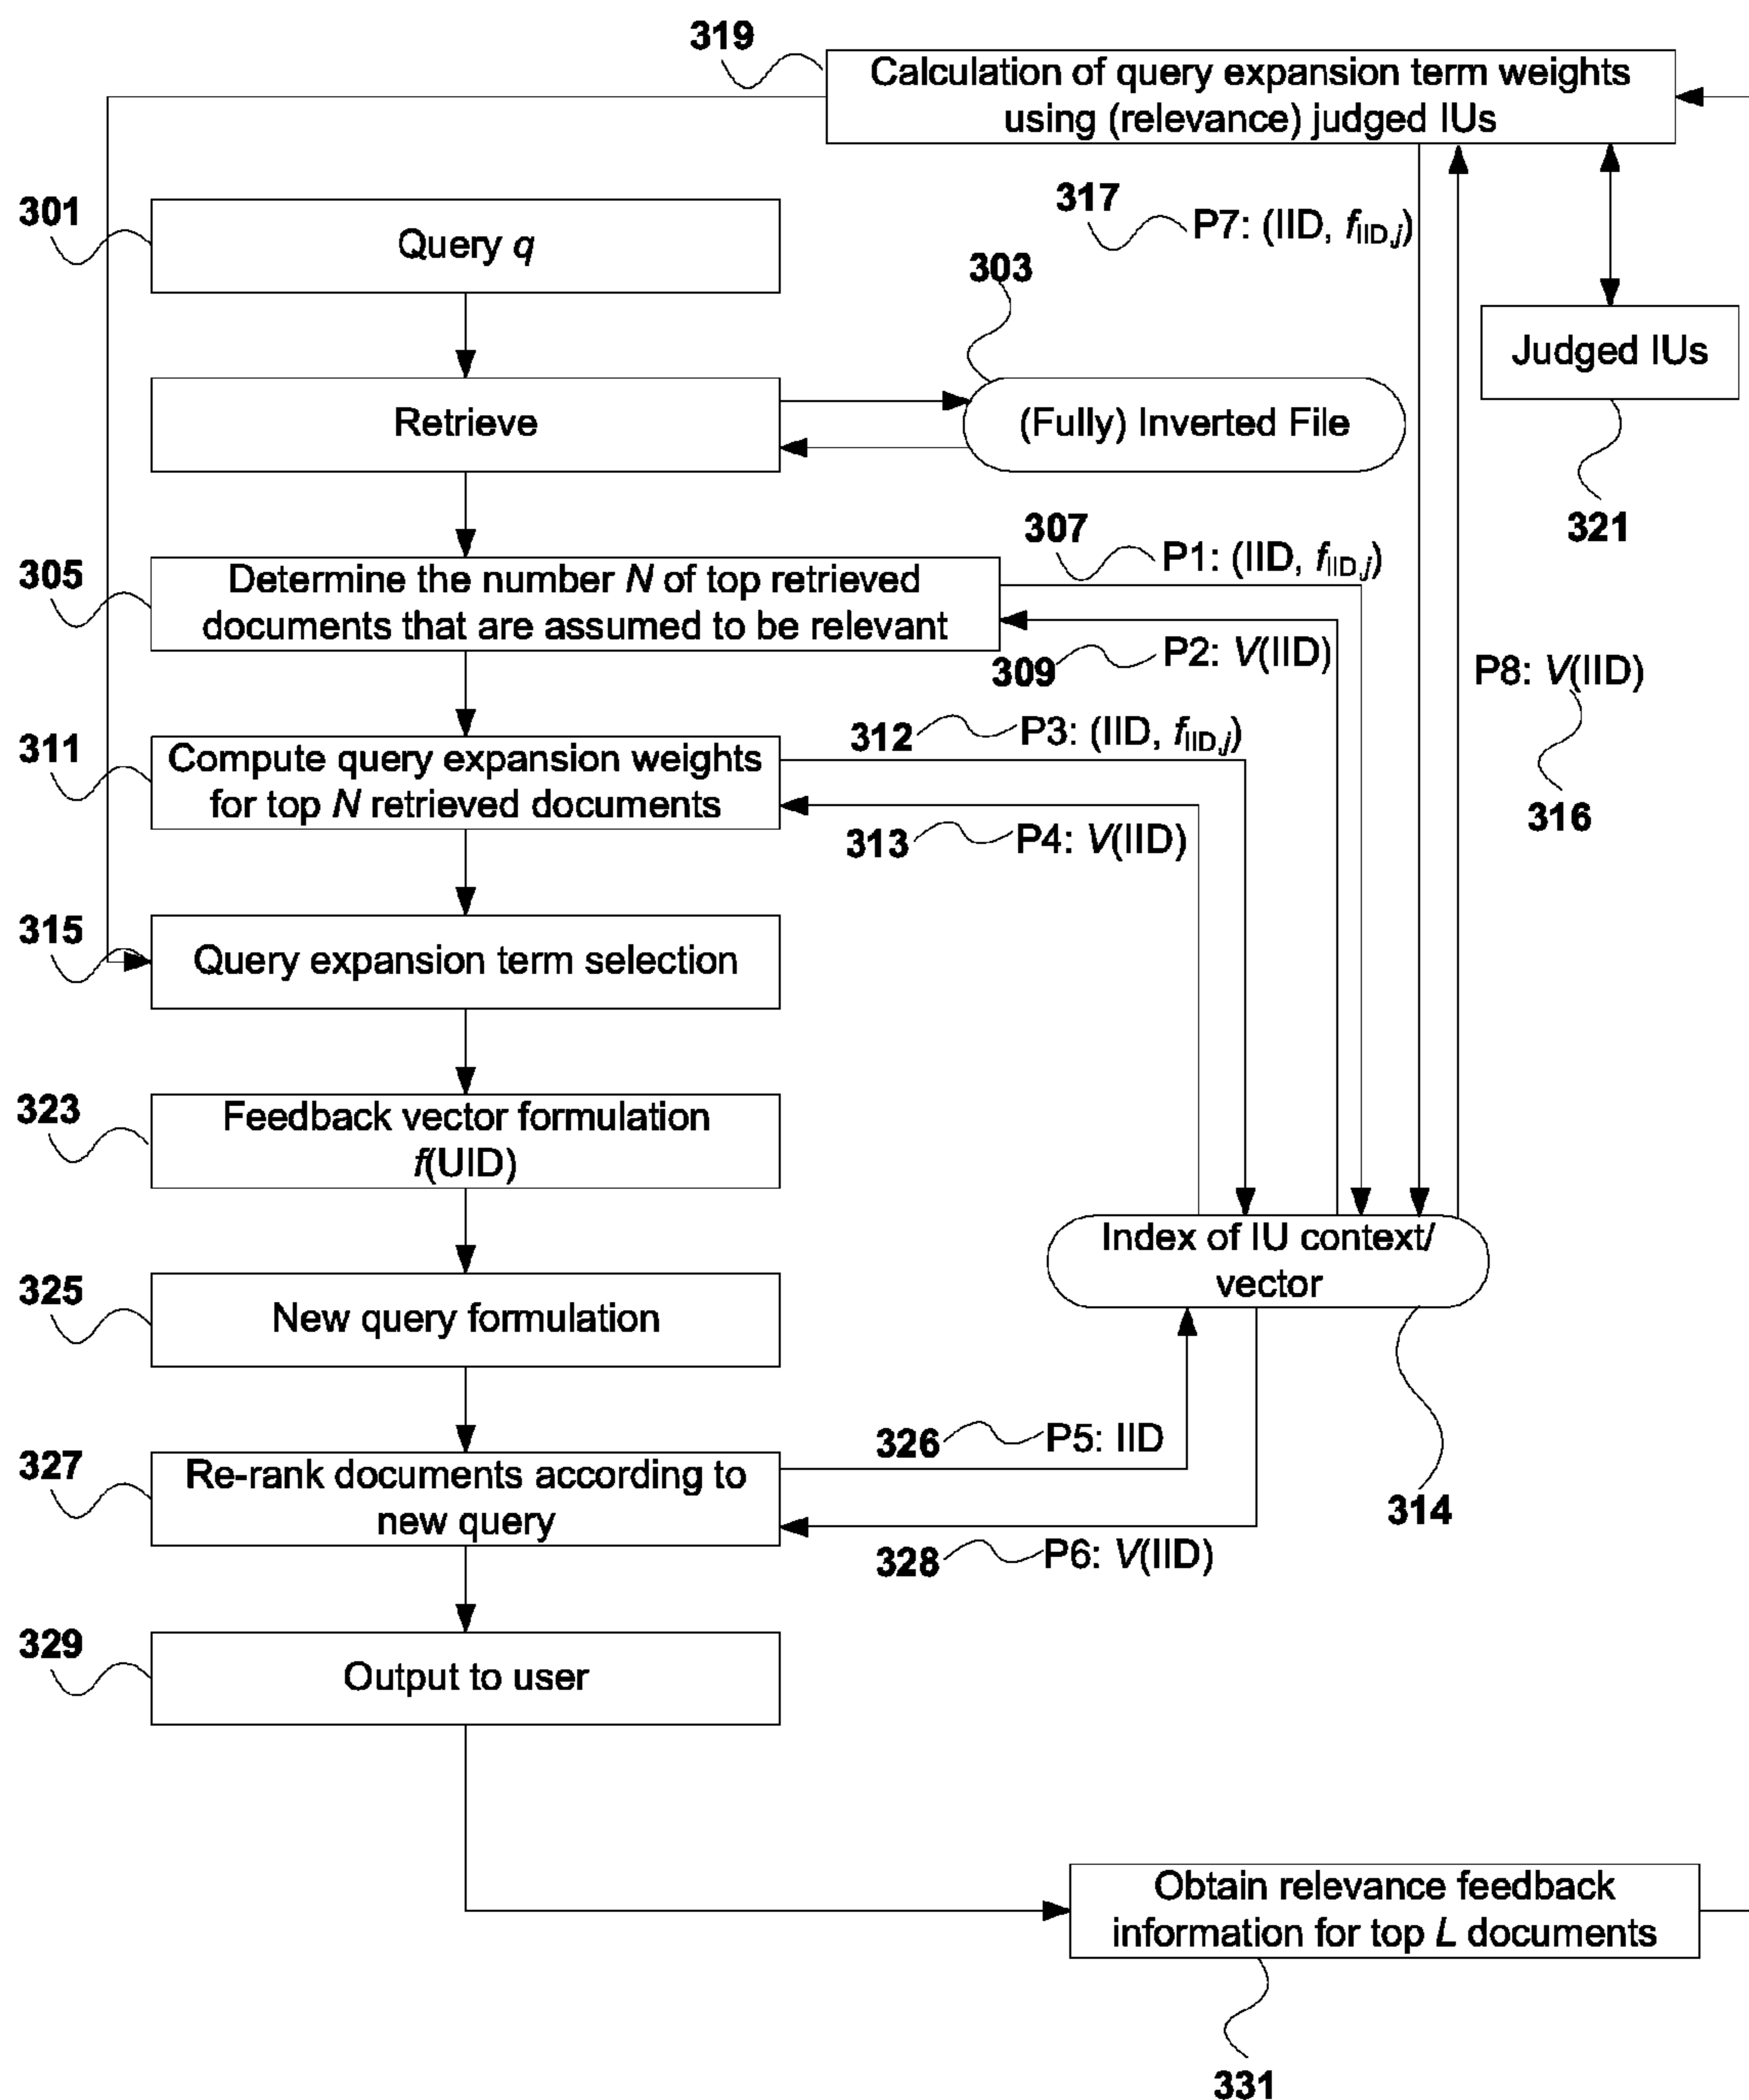 319
Calculation of query expansion term weights
using (relevance) judged IUs
301
Query q
317
P7: (IID, fIID,j)
303
Judged IUs
Retrieve
(Fully) Inverted File
321
307
P1: (IID, fIID,j)
305
Determine the number N of top retrieved
documents that are assumed to be relevant
309
P2: V(IID)
P8: V(IID)
316
311
Compute query expansion weights
for top N retrieved documents
312
P3: (IID, fIID,j)
313
P4: V(IID)
315
Query expansion term selection
323
Feedback vector formulation
f(UID)
Index of IU context/
vector
325
New query formulation
326
P5: IID
327
Re-rank documents according to
new query
314
328
P6: V(IID)
329
Output to user
Obtain relevance feedback
information for top L documents
331